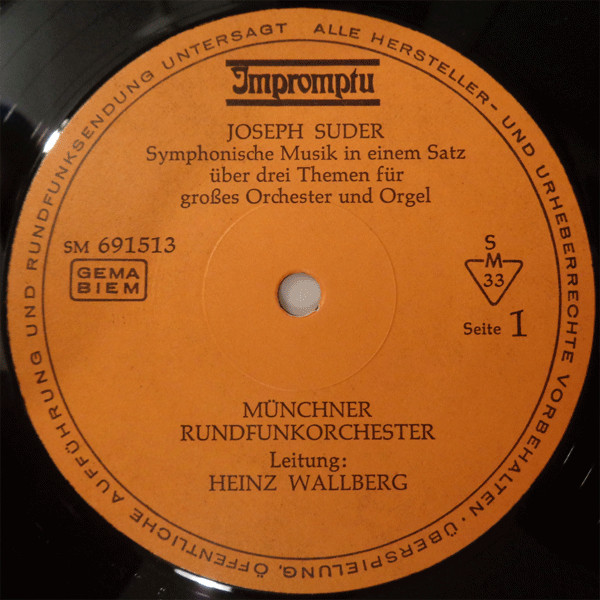 ALLE HERSTELLER- UND URHEBERRECHTE VORBEHALTEN · ÜBERSPIELUNG, ÖFFENTLICHE AUFFÜHRUNG UND RUNDFUNKSENDUNG UNTERSAGT
Impromptu
JOSEPH SUDER
Symphonische Musik in einem Satz
über drei Themen für
großes Orchester und Orgel
SM 691513
GEMA
BIEM
S
M
33
Seite 1
MÜNCHNER
RUNDFUNKORCHESTER
Leitung:
HEINZ WALLBERG